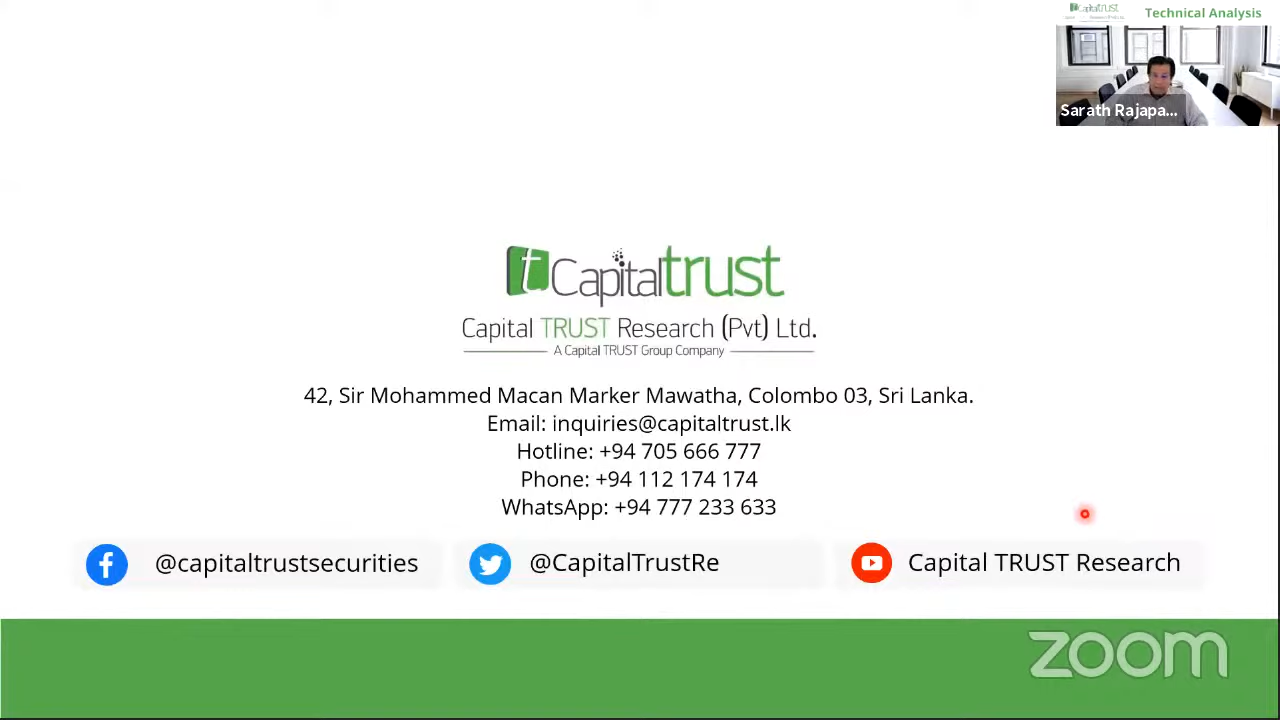 Capitaltrust
Technical Analysis
Sarath Rajapa...
t Capitaltrust
Capital TRUST Research (Pvt) Ltd.
A Capital TRUST Group Company
42, Sir Mohammed Macan Marker Mawatha, Colombo 03, Sri Lanka.
Email: inquiries@capitaltrust.lk
Hotline: +94 705 666 777
Phone: +94 112 174 174
WhatsApp: +94 777 233 633
@capitaltrustsecurities
@CapitalTrustRe
Capital TRUST Research
zoom